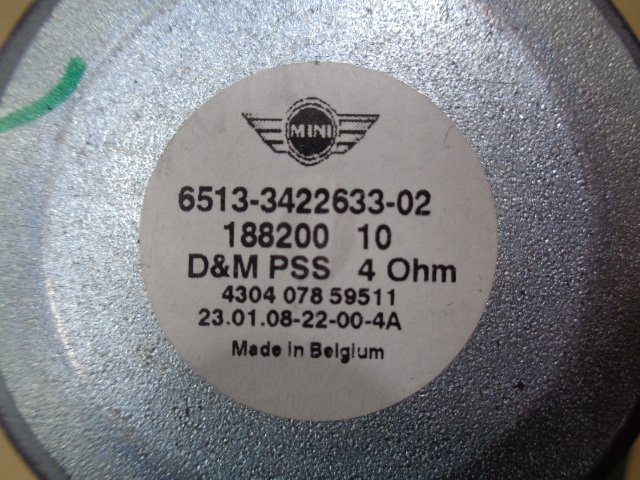 MINI
6513-3422633-02
188200 10
D&M PSS 4 Ohm
4304 078 59511
23.01.08-22-00-4A
Made in Belgium